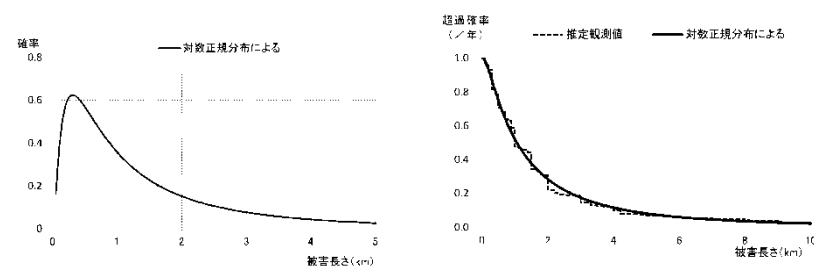 確率
対数正規分布による
0.8
0.6
0.4
0.2
0
0 1 2 3 4 5
被害長さ(km)
超過確率
(／年)
推定観測値 対数正規分布による
1.0
0.8
0.6
0.4
0.2
0.0
0 2 4 6 8 10
被害長さ(km)